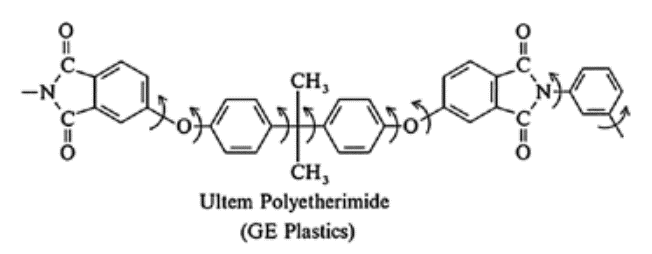 O O
C CH₃ C
–N O O N
C CH₃ C
O O
Ultem Polyetherimide
(GE Plastics)